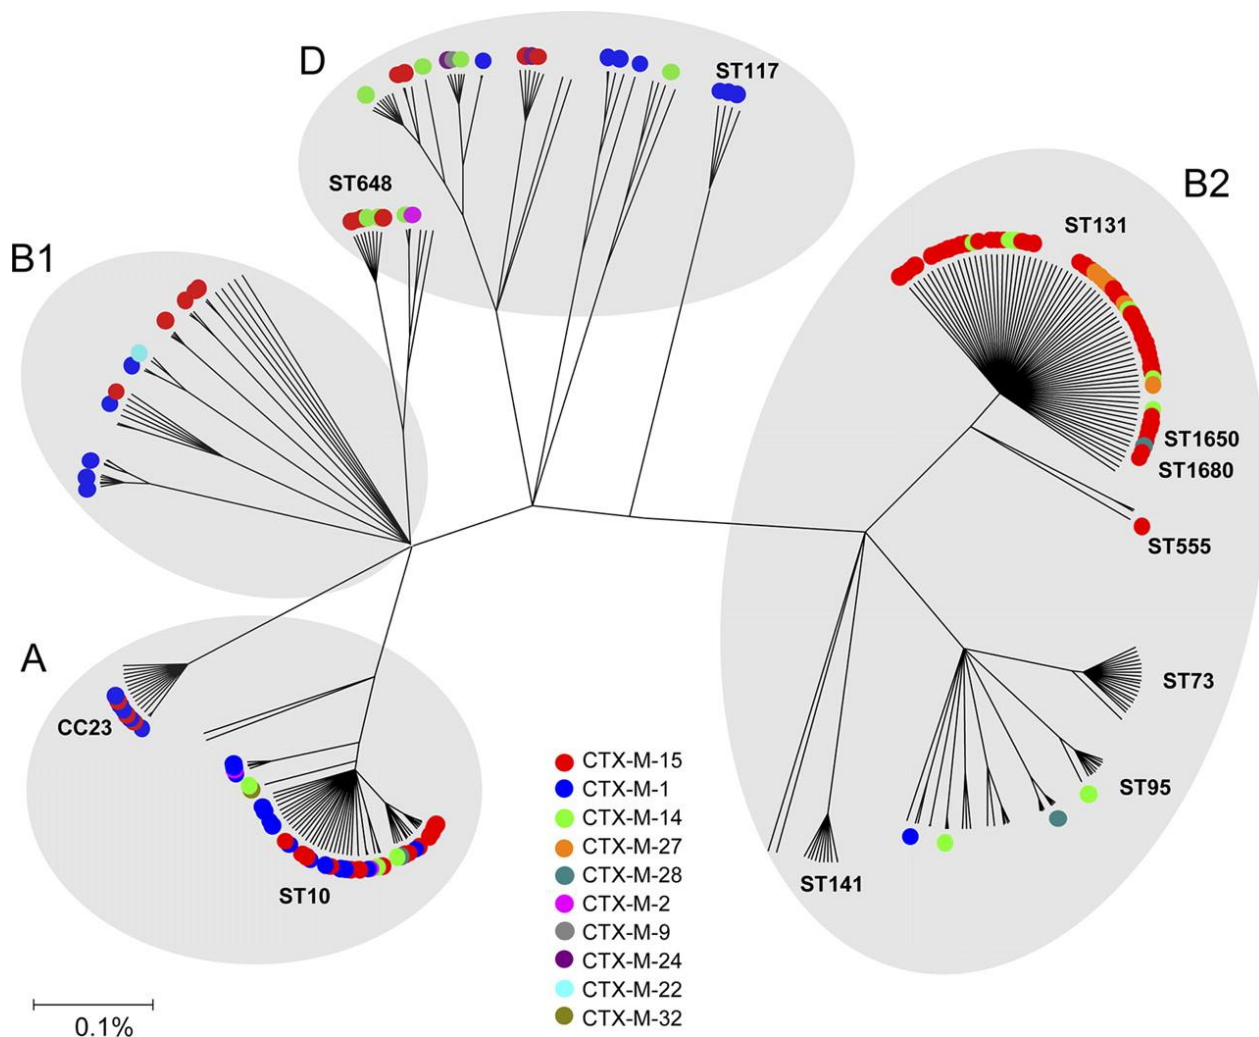 D
ST117
B2
ST648
ST131
B1
ST1650
ST1680
ST555
A
ST73
CC23
ST95
ST141
ST10
CTX-M-15
CTX-M-1
CTX-M-14
CTX-M-27
CTX-M-28
CTX-M-2
CTX-M-9
CTX-M-24
CTX-M-22
CTX-M-32
0.1%